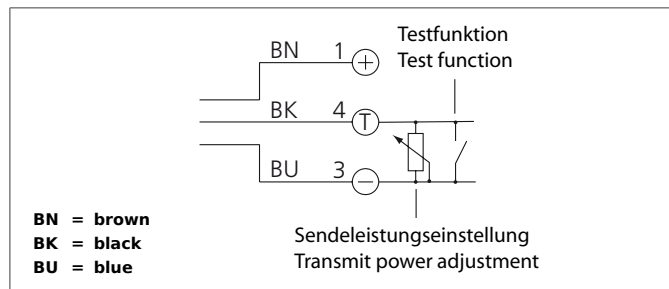 Testfunktion
Test function
BN 1 +
BK 4 T
BU 3 −
BN = brown
BK = black
BU = blue
Sendeleistungseinstellung
Transmit power adjustment